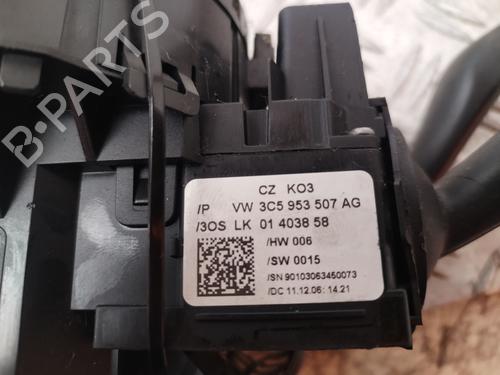 B-PARTS
CZ KO3
/P VW 3C5 953 507 AG
/3OS LK 01 4038 58
/HW 006
/SW 0015
/SN 90103063450073
/DC 11.12.06: 14.21